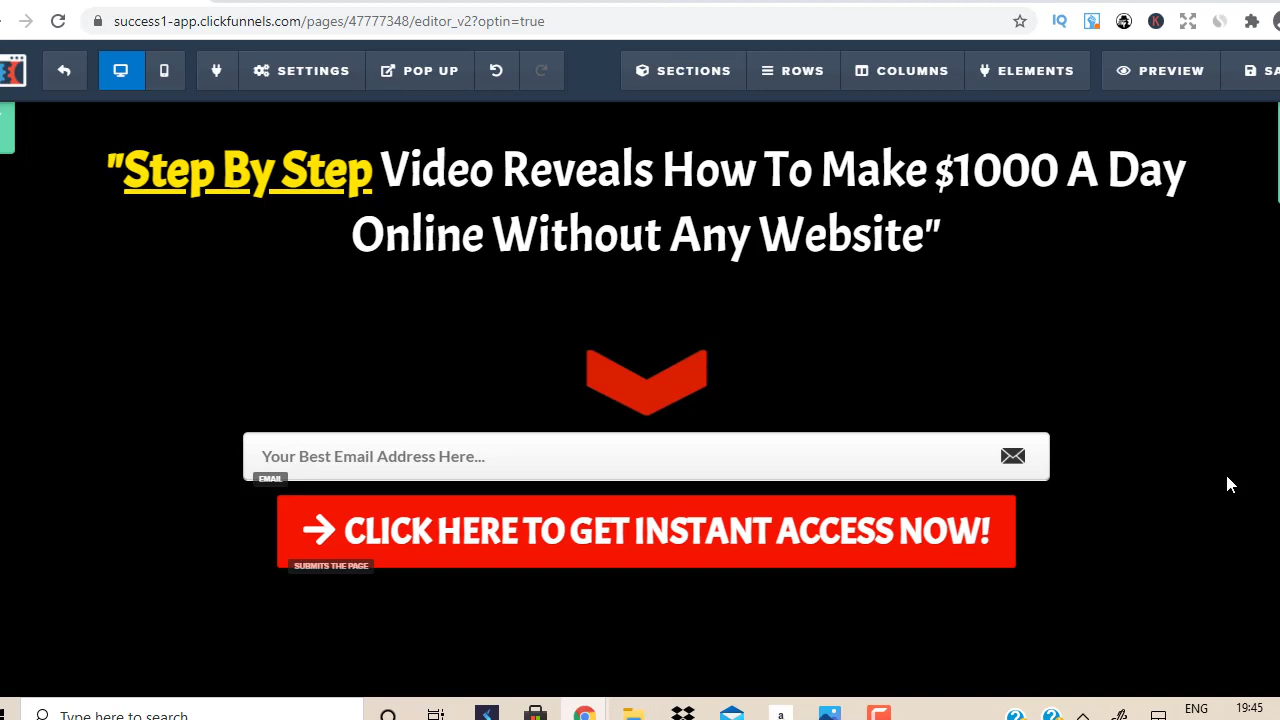 success1-app.clickfunnels.com/pages/47777348/editor_v2?optin=true
SETTINGS
POP UP
SECTIONS
ROWS
COLUMNS
ELEMENTS
PREVIEW
SA
"Step By Step Video Reveals How To Make $1000 A Day
Online Without Any Website"
Your Best Email Address Here...
EMAIL
CLICK HERE TO GET INSTANT ACCESS NOW!
SUBMITS THE PAGE
Type here to search
ENG
19:45